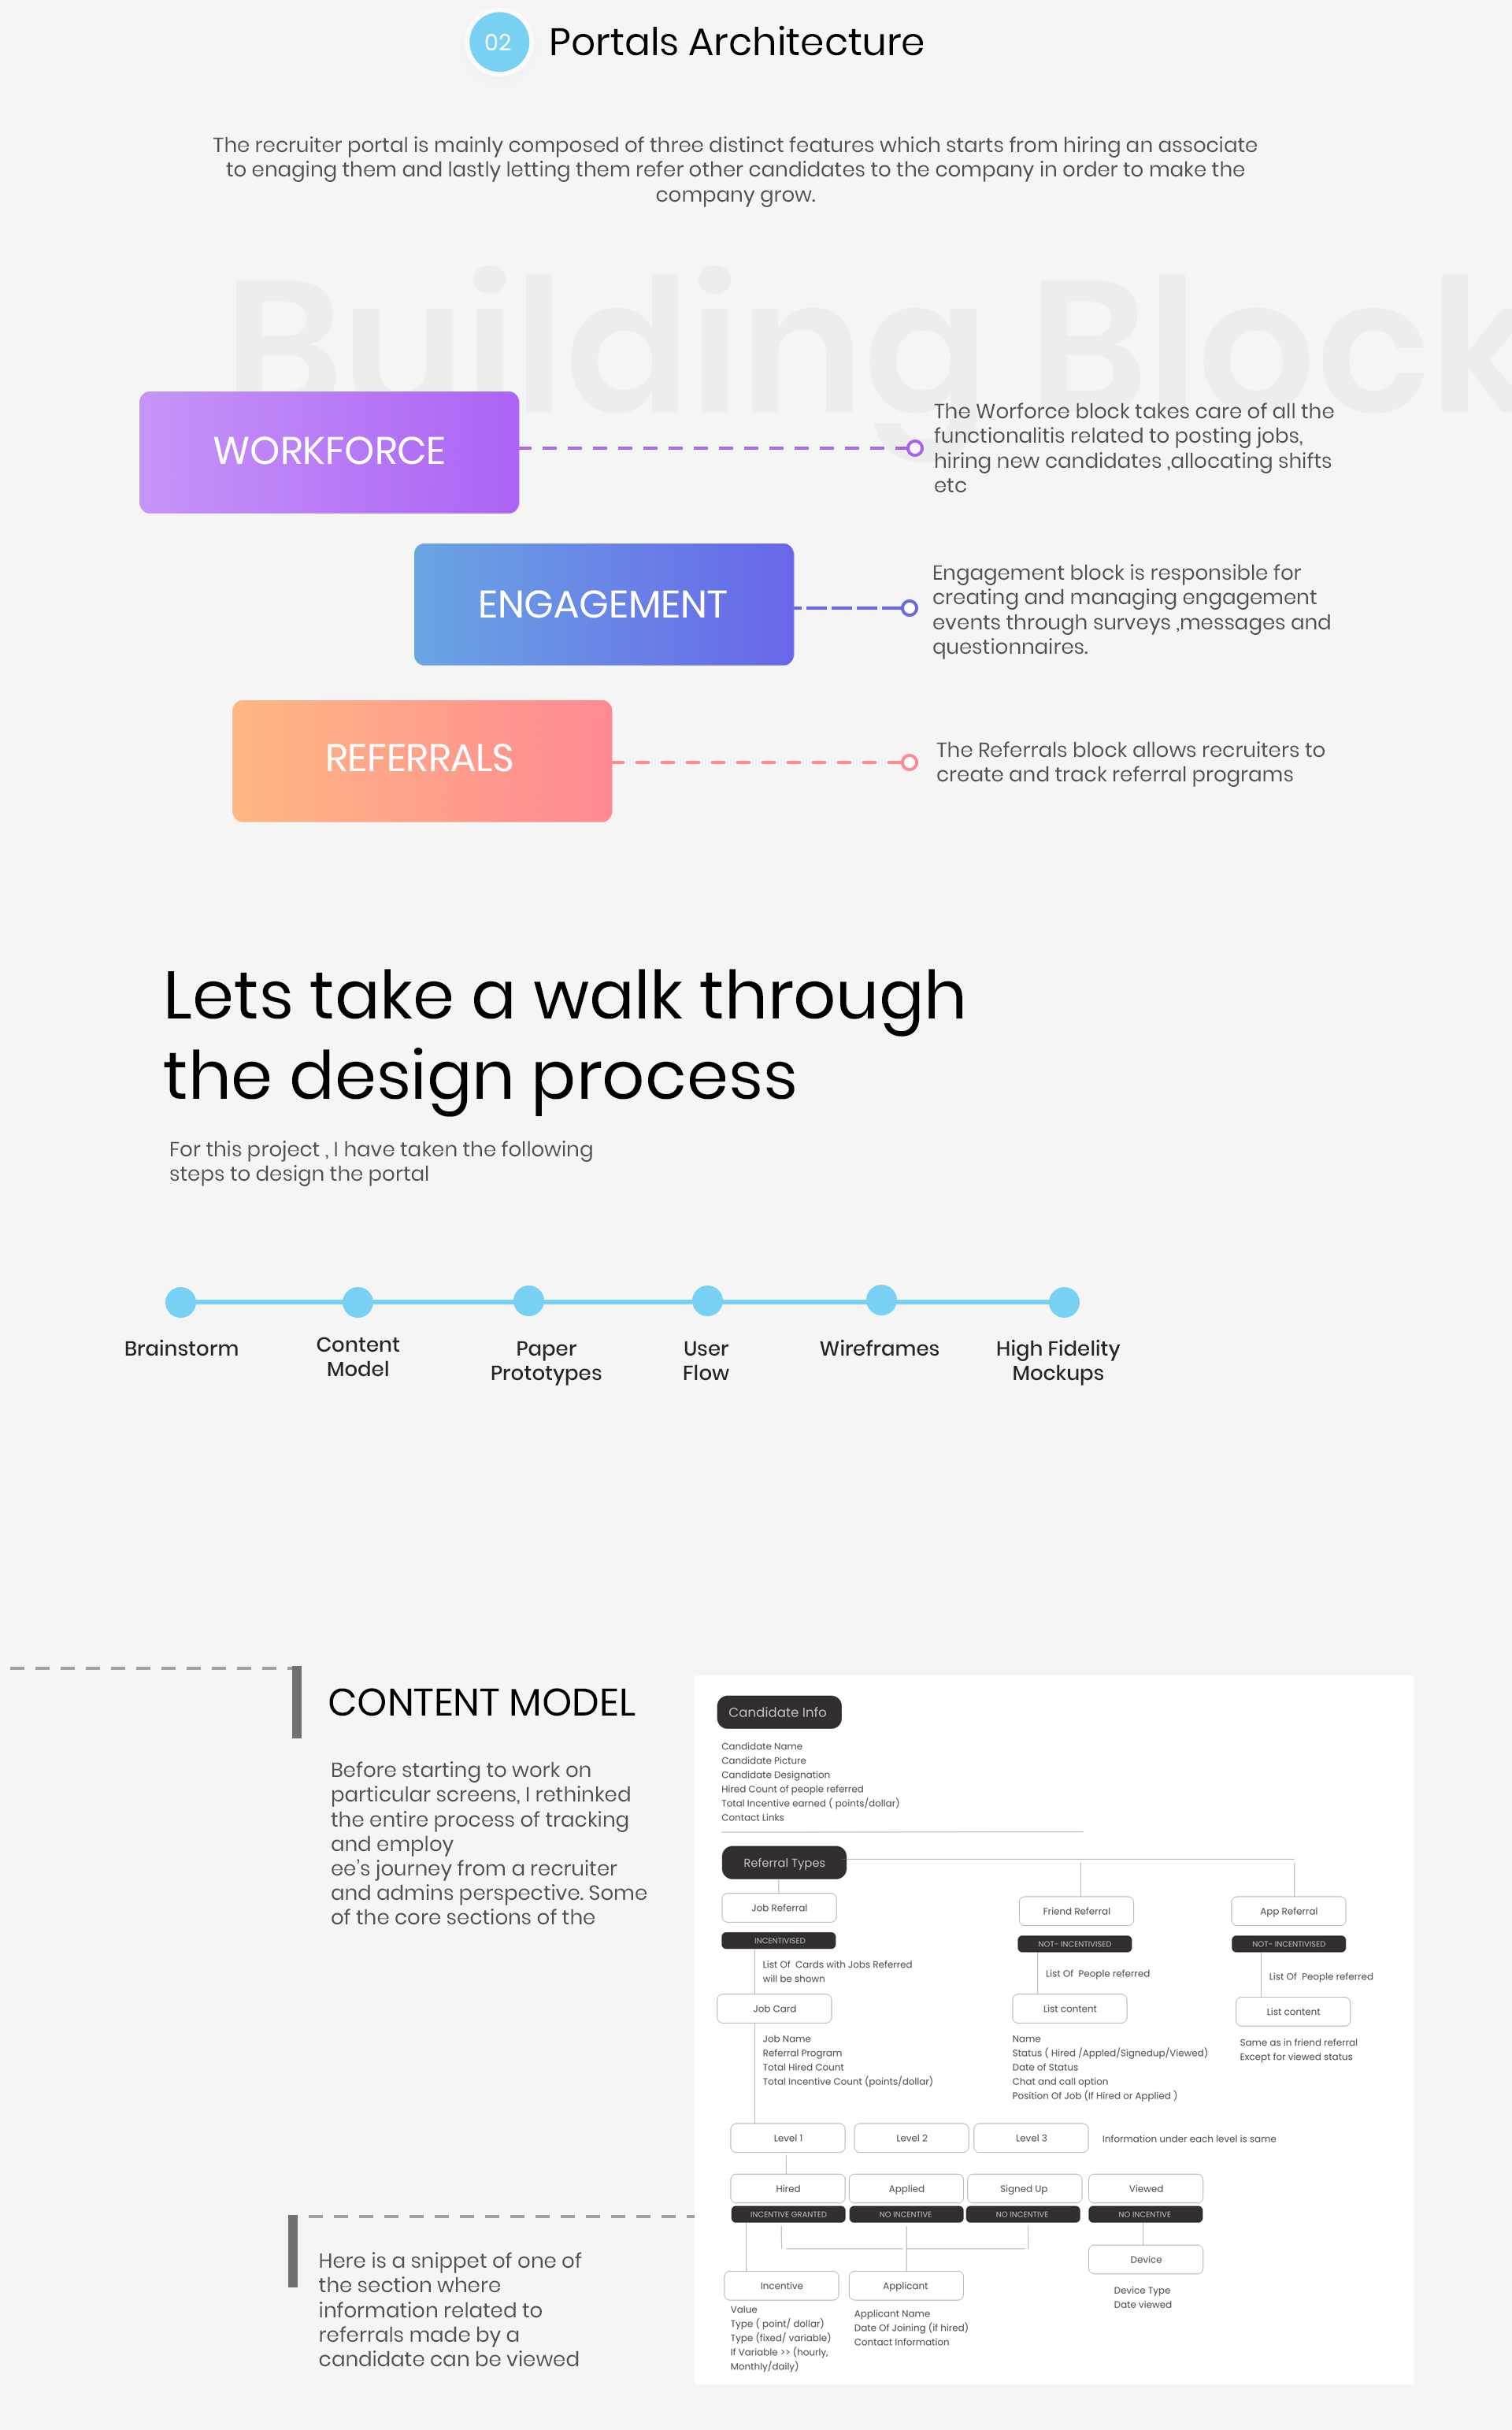 02
Portals Architecture
The recruiter portal is mainly composed of three distinct features which starts from hiring an associate
to enaging them and lastly letting them refer other candidates to the company in order to make the
company grow.
Building Block
WORKFORCE
The Worforce block takes care of all the
functionalitis related to posting jobs,
hiring new candidates ,allocating shifts
etc
ENGAGEMENT
Engagement block is responsible for
creating and managing engagement
events through surveys ,messages and
questionnaires.
REFERRALS
The Referrals block allows recruiters to
create and track referral programs
Lets take a walk through
the design process
For this project , I have taken the following
steps to design the portal
Brainstorm
Content
Model
Paper
Prototypes
User
Flow
Wireframes
High Fidelity
Mockups
CONTENT MODEL
Before starting to work on
particular screens, I rethinked
the entire process of tracking
and employ
ee's journey from a recruiter
and admins perspective. Some
of the core sections of the
Here is a snippet of one of
the section where
information related to
referrals made by a
candidate can be viewed
Candidate Info
Candidate Name
Candidate Picture
Candidate Designation
Hired Count of people referred
Total Incentive earned ( points/dollar)
Contact Links
Referral Types
Job Referral
INCENTIVISED
List Of  Cards with Jobs Referred
will be shown
Job Card
Job Name
Referral Program
Total Hired Count
Total Incentive Count (points/dollar)
Friend Referral
NOT- INCENTIVISED
List Of  People referred
List content
Name
Status ( Hired /Appled/Signedup/Viewed)
Date of Status
Chat and call option
Position Of Job (If Hired or Applied )
App Referral
NOT- INCENTIVISED
List Of  People referred
List content
Same as in friend referral
Except for viewed status
Level 1
Level 2
Level 3
Information under each level is same
Hired
Applied
Signed Up
Viewed
INCENTIVE GRANTED
NO INCENTIVE
NO INCENTIVE
NO INCENTIVE
Device
Device Type
Date viewed
Incentive
Value
Type ( point/ dollar)
Type (fixed/ variable)
If Variable >> (hourly,
Monthly/daily)
Applicant
Applicant Name
Date Of Joining (if hired)
Contact Information